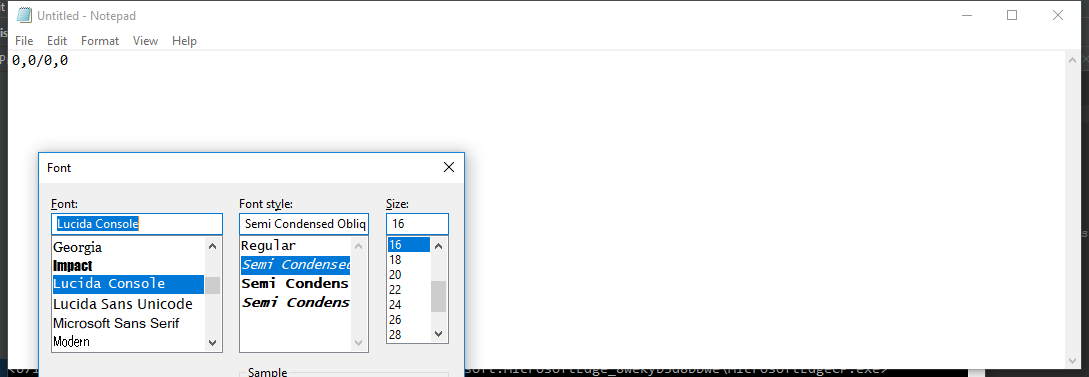 Untitled - Notepad
File Edit Format View Help
0,0/0,0
Font
Font: Font style: Size:
Lucida Console Semi Condensed Obliq 16
Georgia Regular 16
Impact Semi Condensed 18
Lucida Console Semi Condens 20
Lucida Sans Unicode Semi Condens 22
Microsoft Sans Serif 24
Modern 26
28
Sample